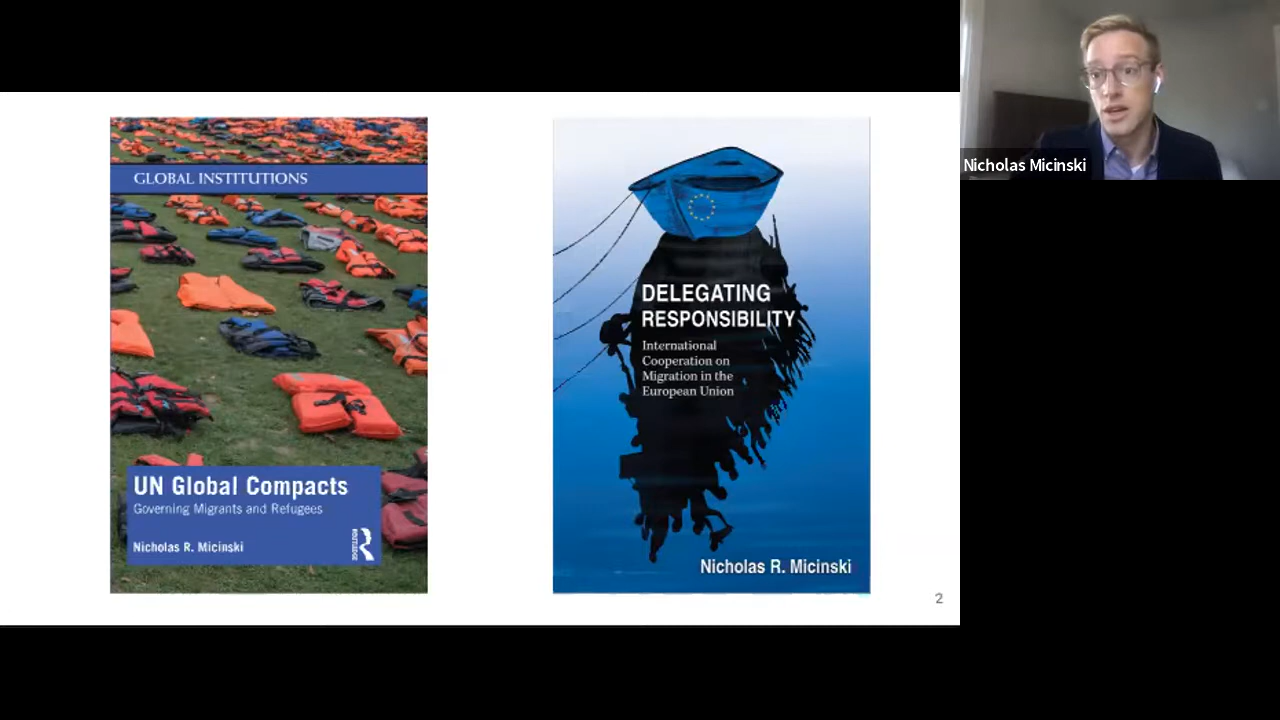 GLOBAL INSTITUTIONS
UN Global Compacts
Governing Migrants and Refugees
Nicholas R. Micinski
ROUTLEDGE
DELEGATING
RESPONSIBILITY
International
Cooperation on
Migration in the
European Union
Nicholas R. Micinski
2
Nicholas Micinski